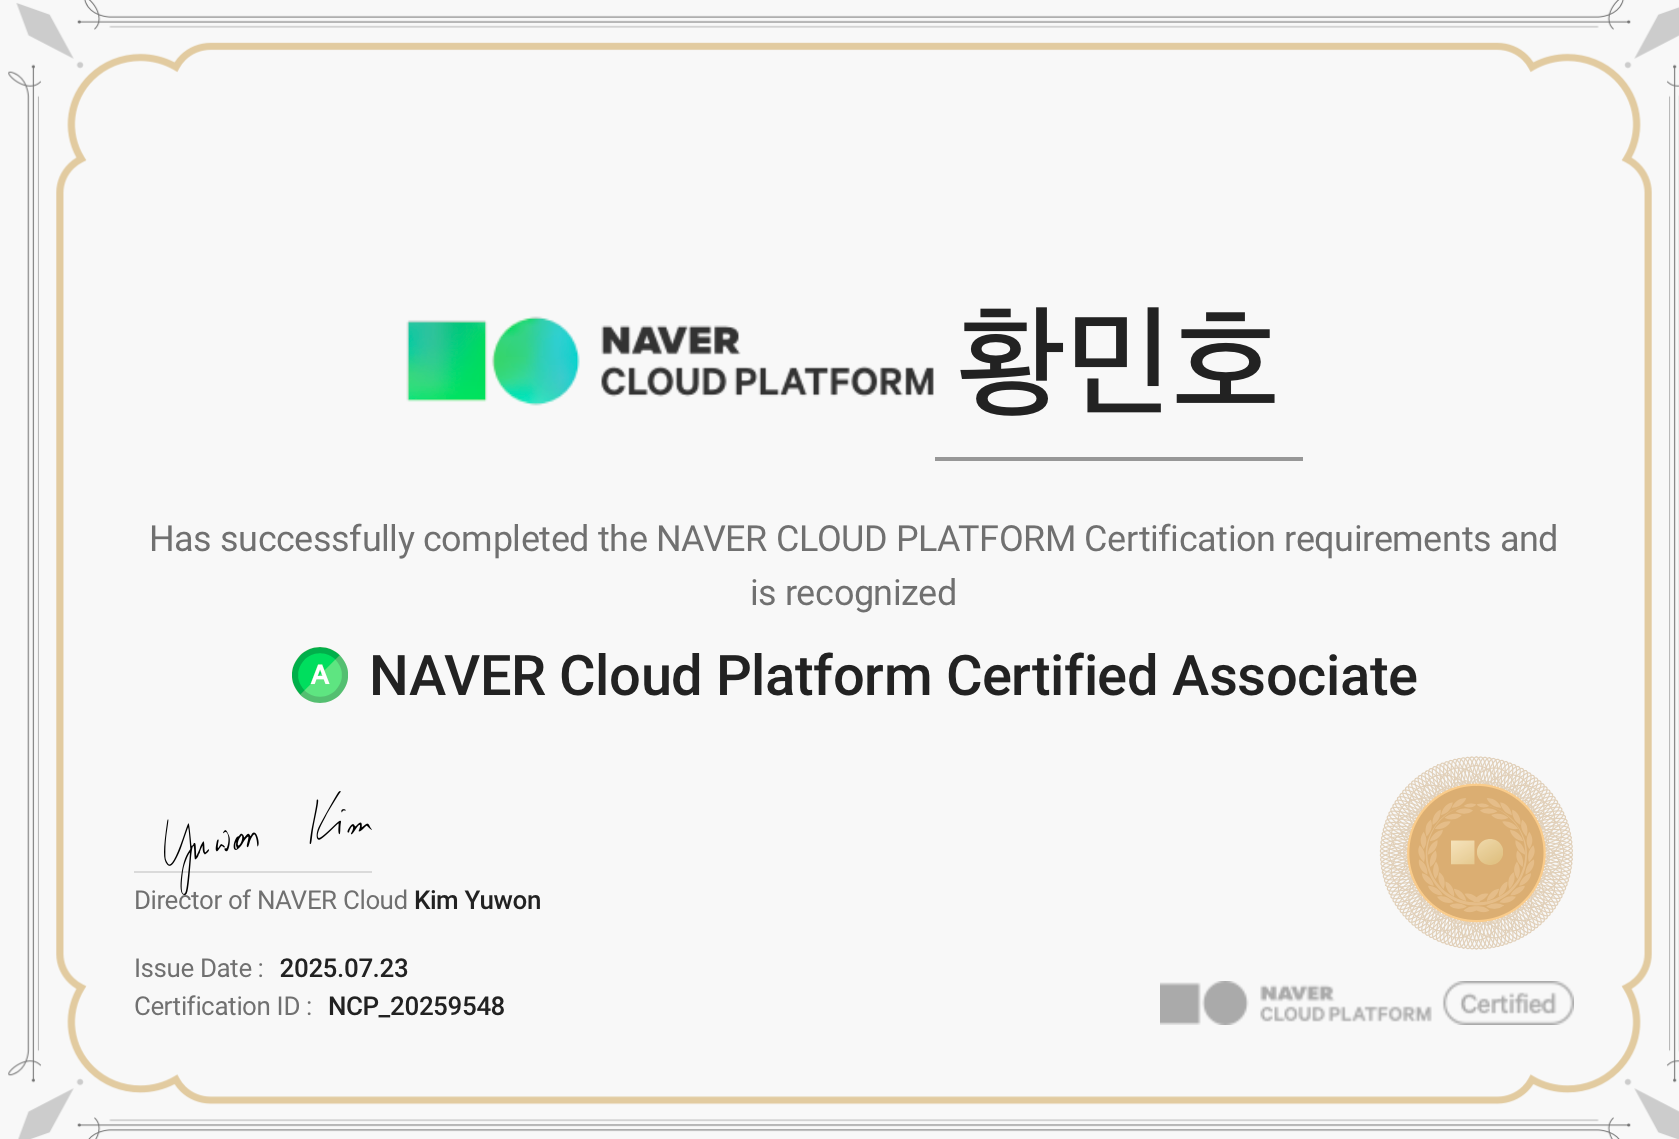 NAVER
CLOUD PLATFORM
황민호
Has successfully completed the NAVER CLOUD PLATFORM Certification requirements and
is recognized
A NAVER Cloud Platform Certified Associate
Yuwon Kim
Director of NAVER Cloud Kim Yuwon
Issue Date : 2025.07.23
Certification ID : NCP_20259548
NAVER
CLOUD PLATFORM
Certified